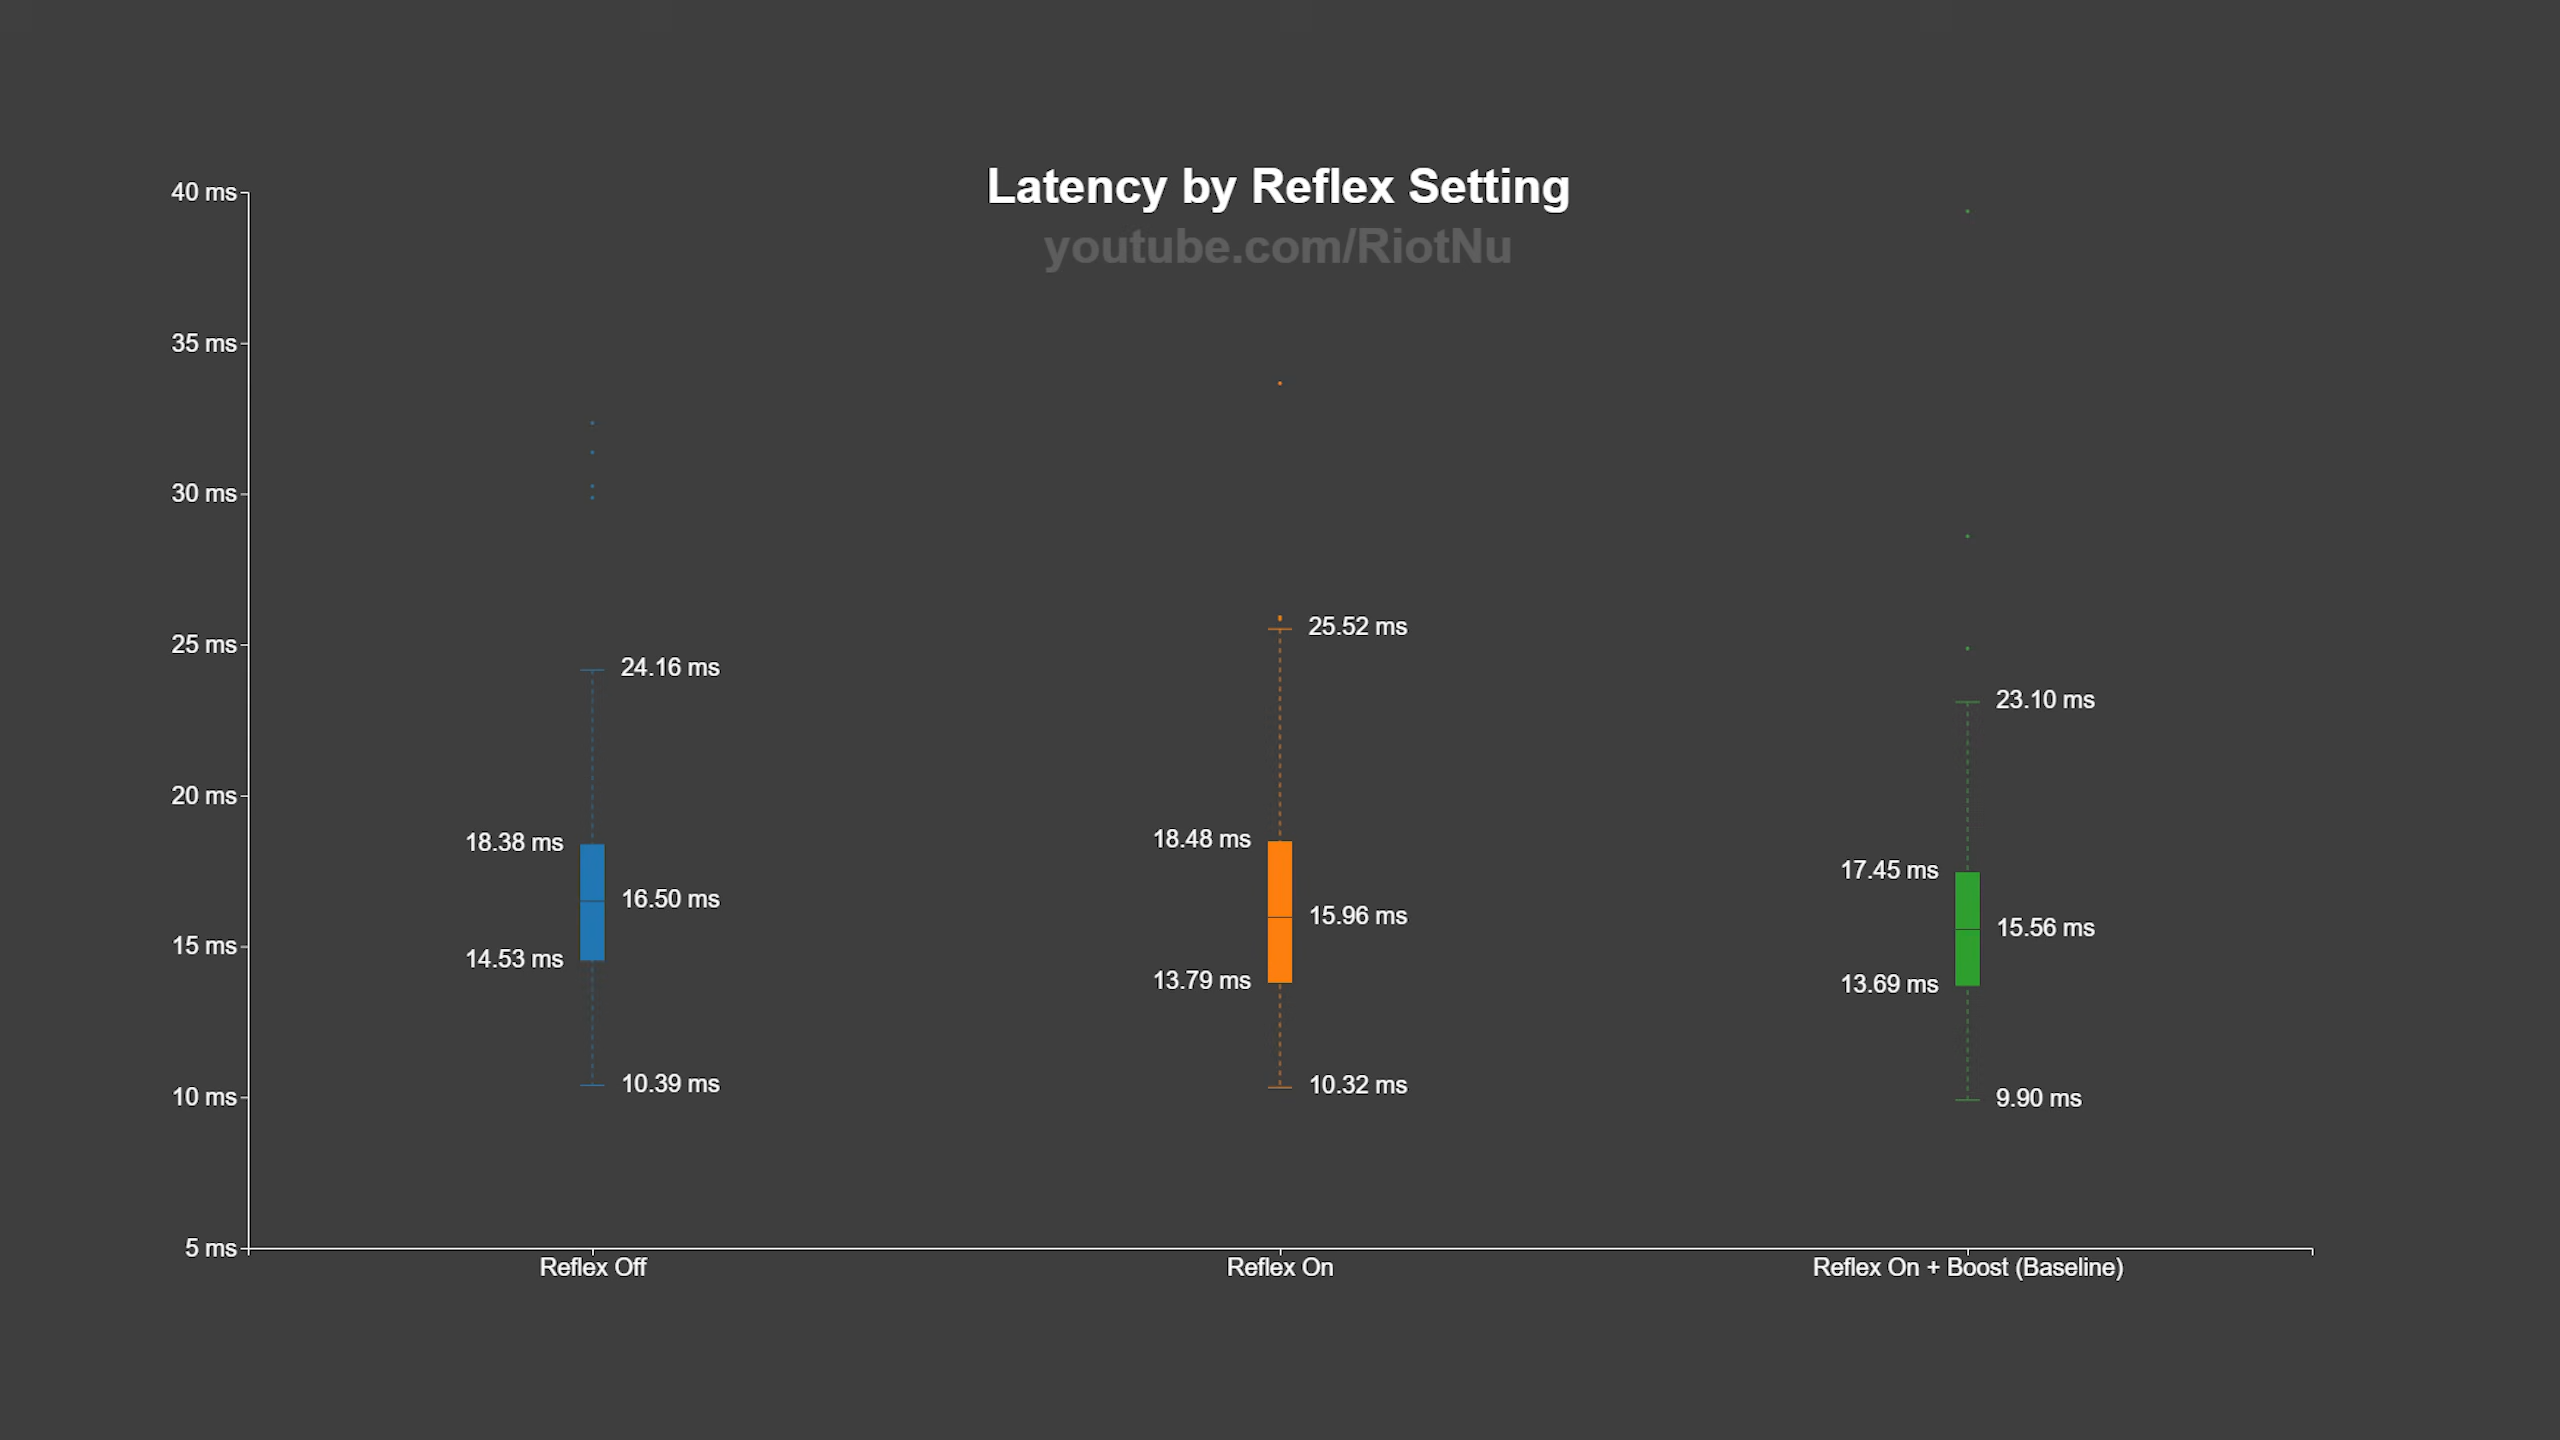 Latency by Reflex Setting
youtube.com/RiotNu
40 ms
35 ms
30 ms
25 ms
20 ms
15 ms
10 ms
5 ms
24.16 ms
18.38 ms
16.50 ms
14.53 ms
10.39 ms
25.52 ms
18.48 ms
15.96 ms
13.79 ms
10.32 ms
23.10 ms
17.45 ms
15.56 ms
13.69 ms
9.90 ms
Reflex Off
Reflex On
Reflex On + Boost (Baseline)